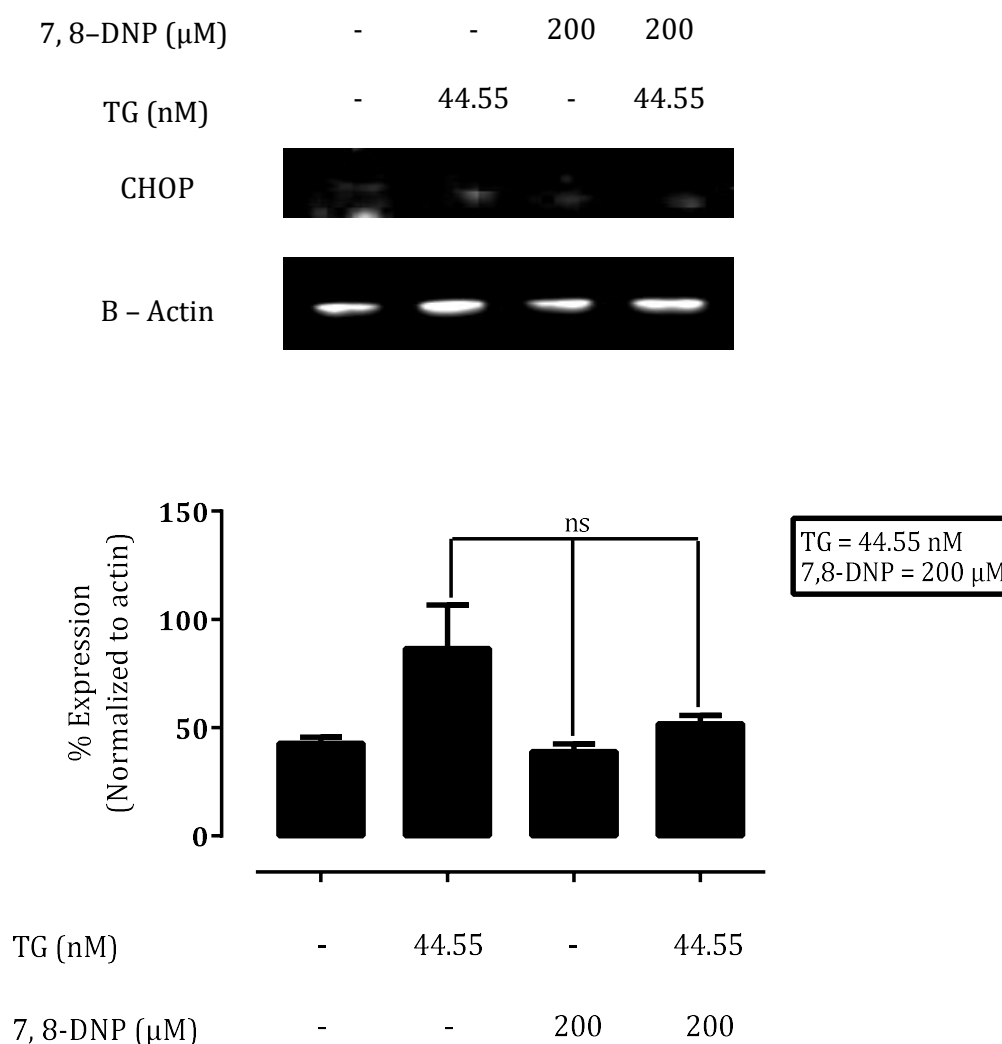 7, 8–DNP (µM) - - 200 200
TG (nM) - 44.55 - 44.55
CHOP
B – Actin
150
100
50
0
% Expression
(Normalized to actin)
ns
TG = 44.55 nM
7,8-DNP = 200 µM
TG (nM) - 44.55 - 44.55
7, 8-DNP (µM) - - 200 200